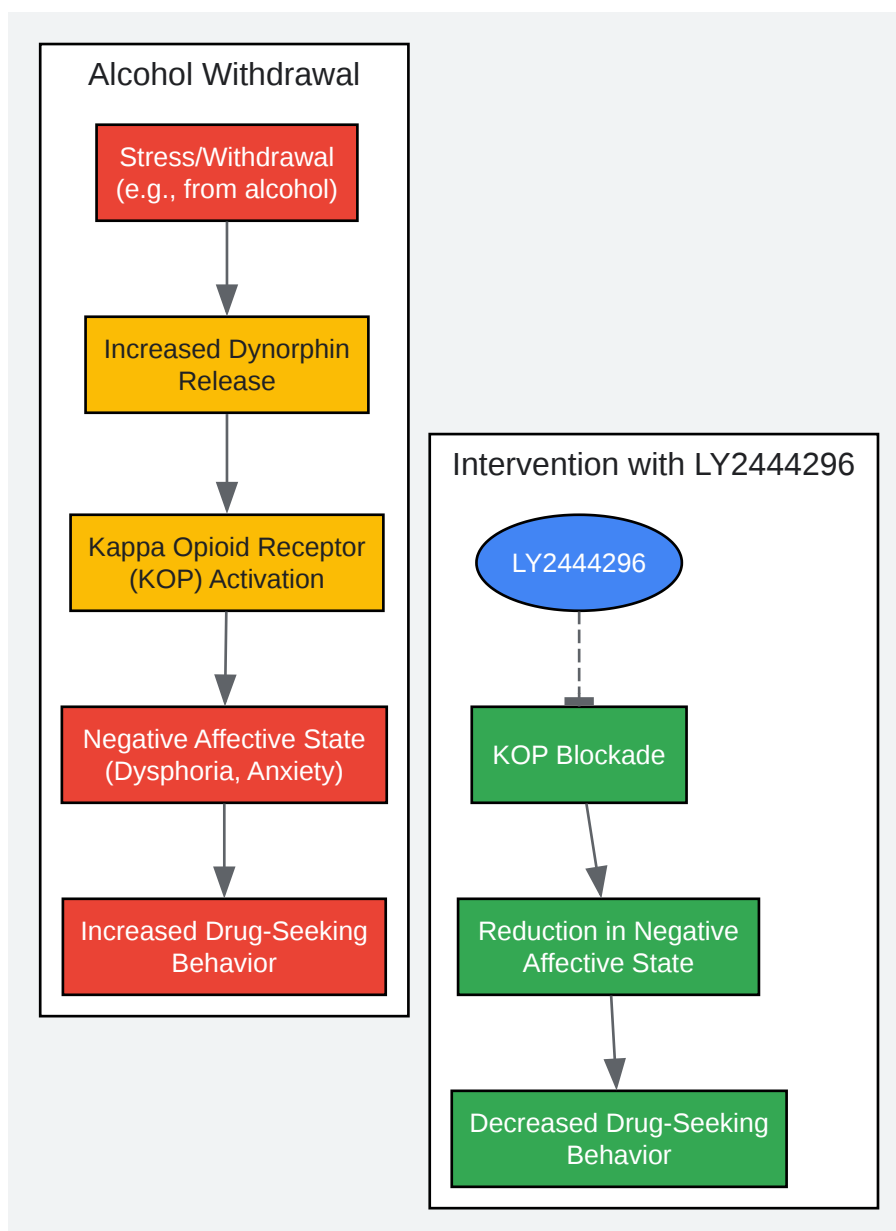 Alcohol Withdrawal
Stress/Withdrawal
(e.g., from alcohol)
Increased Dynorphin
Release
Kappa Opioid Receptor
(KOP) Activation
Negative Affective State
(Dysphoria, Anxiety)
Increased Drug-Seeking
Behavior
Intervention with LY2444296
LY2444296
KOP Blockade
Reduction in Negative
Affective State
Decreased Drug-Seeking
Behavior